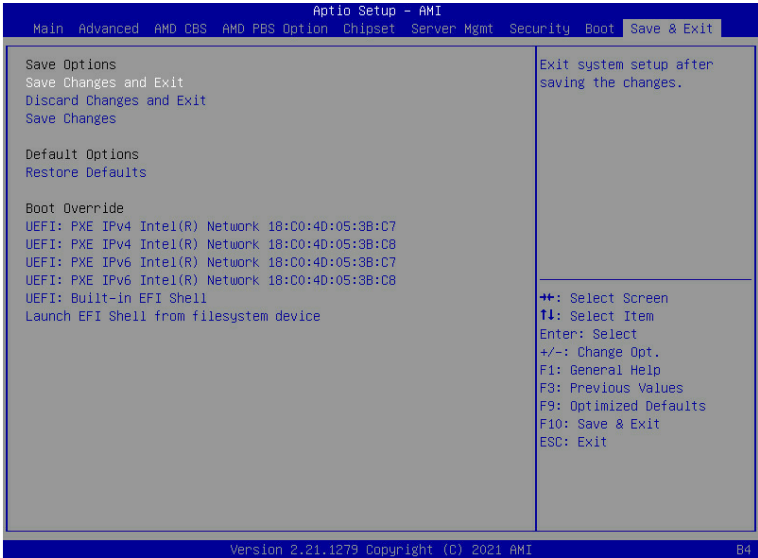 Aptio Setup – AMI
Main Advanced AMD CBS AMD PBS Option Chipset Server Mgmt Security Boot Save & Exit
Save Options
Save Changes and Exit
Discard Changes and Exit
Save Changes
Default Options
Restore Defaults
Boot Override
UEFI: PXE IPv4 Intel(R) Network 18:C0:4D:05:3B:C7
UEFI: PXE IPv4 Intel(R) Network 18:C0:4D:05:3B:C8
UEFI: PXE IPv6 Intel(R) Network 18:C0:4D:05:3B:C7
UEFI: PXE IPv6 Intel(R) Network 18:C0:4D:05:3B:C8
UEFI: Built-in EFI Shell
Launch EFI Shell from filesystem device
Exit system setup after
saving the changes.
→←: Select Screen
↑↓: Select Item
Enter: Select
+/-: Change Opt.
F1: General Help
F3: Previous Values
F9: Optimized Defaults
F10: Save & Exit
ESC: Exit
Version 2.21.1279 Copyright (C) 2021 AMI
B4